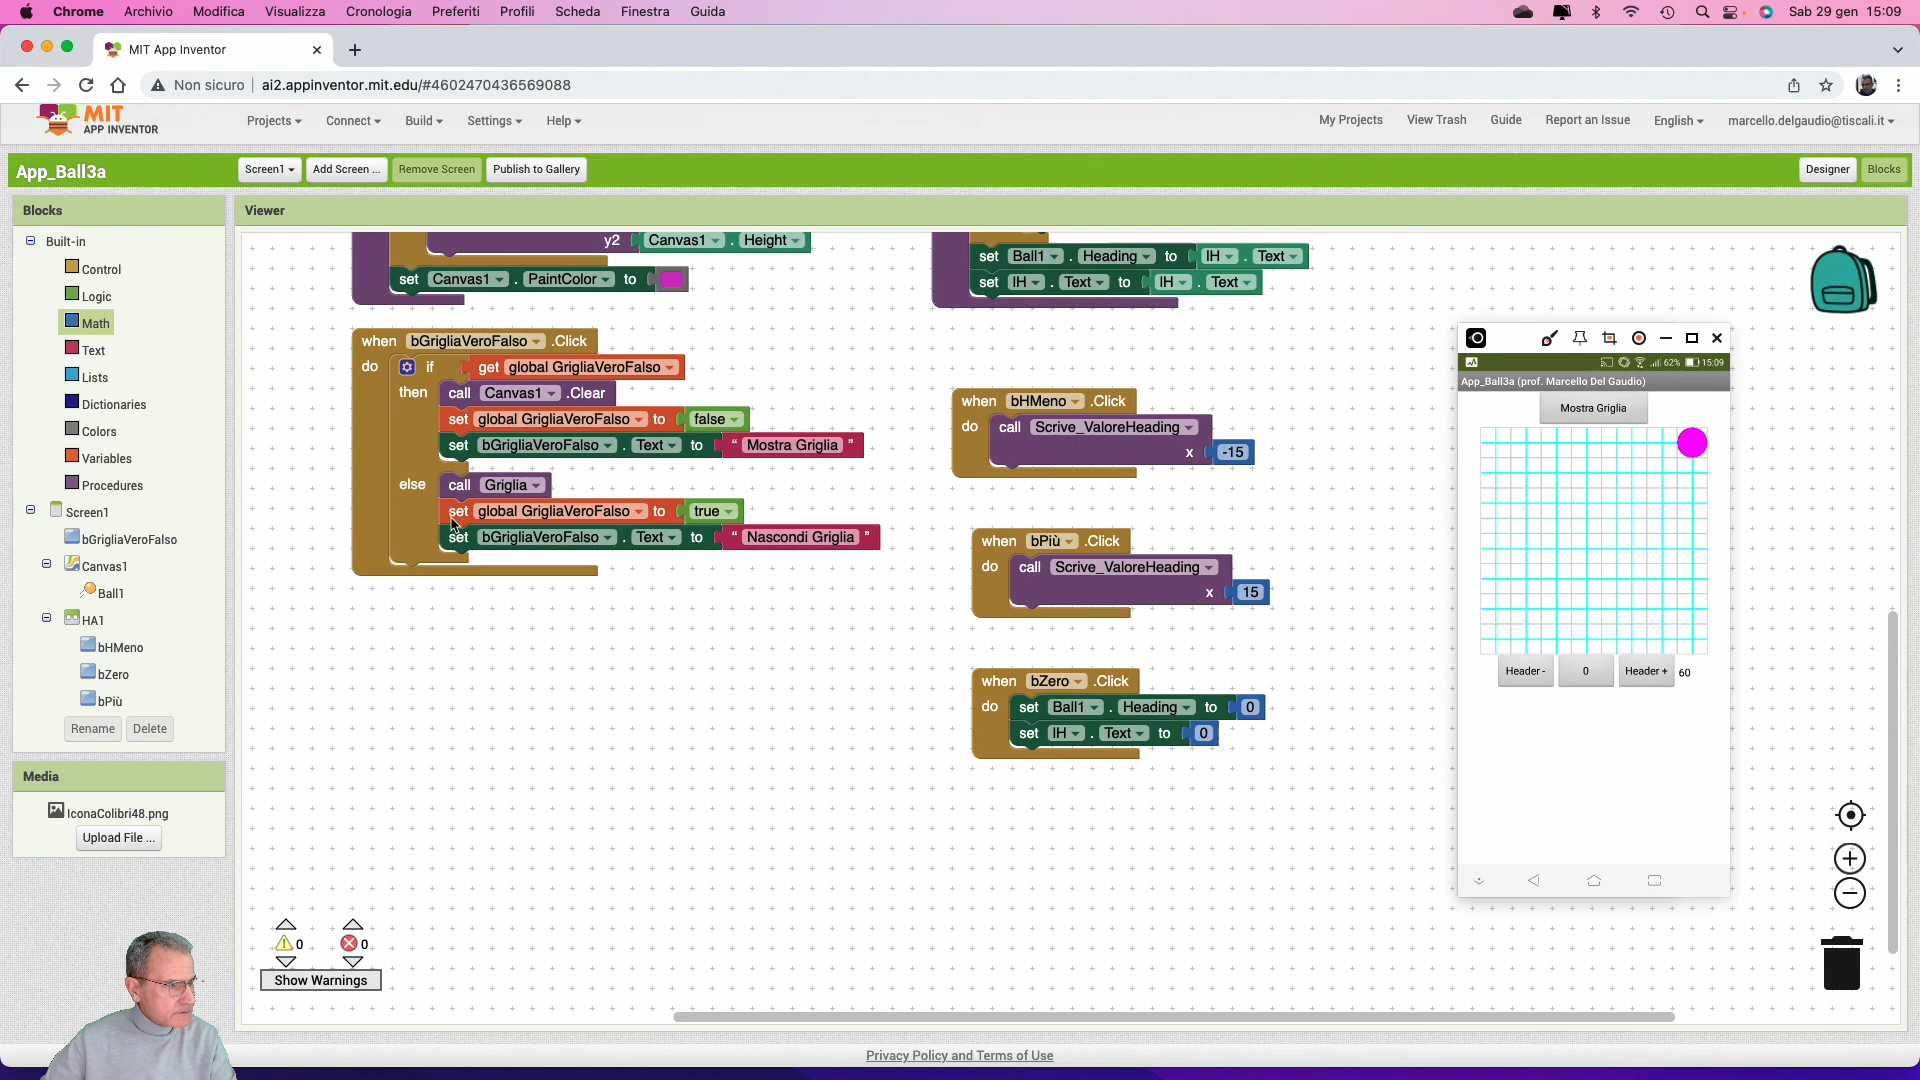 Chrome Archivio Modifica Visualizza Cronologia Preferiti Profili Scheda Finestra Guida Sab 29 gen 15:09
MIT App Inventor
Non sicuro ai2.appinventor.mit.edu/#4602470436569088
MIT
APP INVENTOR
Projects Connect Build Settings Help My Projects View Trash Guide Report an Issue English marcello.delgaudio@tiscali.it
App_Ball3a
Screen1 Add Screen ... Remove Screen Publish to Gallery Designer Blocks
Blocks
Viewer
Built-in
Control
Logic
Math
Text
Lists
Dictionaries
Colors
Variables
Procedures
Screen1
bGrigliaVeroFalso
Canvas1
Ball1
HA1
bHMeno
bZero
bPiù
Rename Delete
Media
IconaColibri48.png
Upload File ...
y2 Canvas1 . Height
set Canvas1 . PaintColor to
when bGrigliaVeroFalso .Click
do if get global GrigliaVeroFalso
then call Canvas1 .Clear
set global GrigliaVeroFalso to false
set bGrigliaVeroFalso . Text to “ Mostra Griglia ”
else call Griglia
set global GrigliaVeroFalso to true
set bGrigliaVeroFalso . Text to “ Nascondi Griglia ”
set Ball1 . Heading to lH . Text
set lH . Text to lH . Text
when bHMeno .Click
do call Scrive_ValoreHeading
x -15
when bPiù .Click
do call Scrive_ValoreHeading
x 15
when bZero .Click
do set Ball1 . Heading to 0
set lH . Text to 0
62% 15:09
App_Ball3a (prof. Marcello Del Gaudio)
Mostra Griglia
Header - 0 Header + 60
0 0
Show Warnings
Privacy Policy and Terms of Use